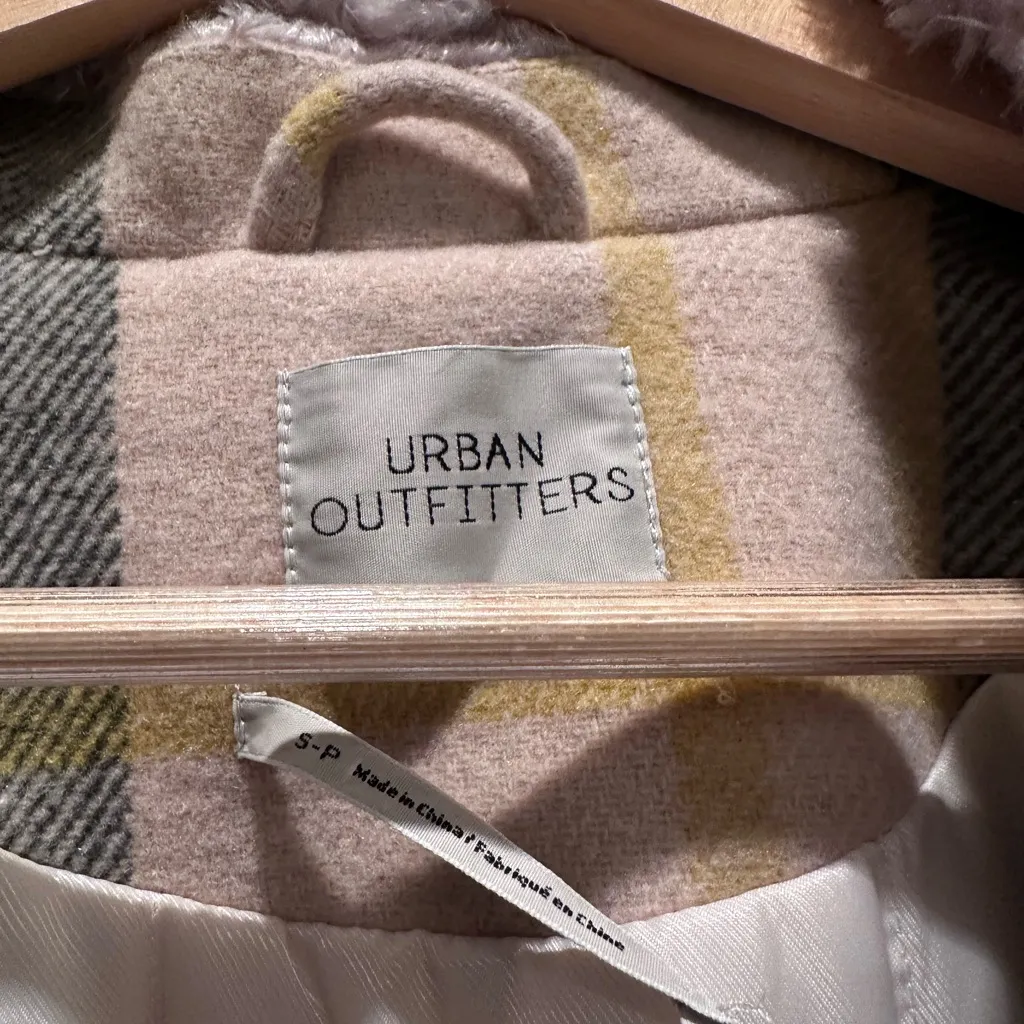 URBAN
OUTFITTERS
S-P Made in China / Fabriqué en Chine